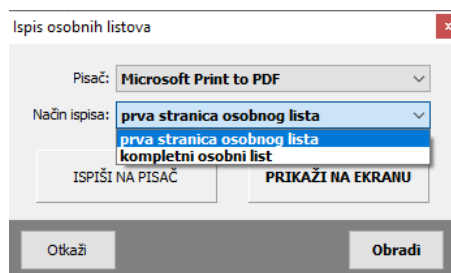 Ispis osobnih listova
x
Pisač: Microsoft Print to PDF
Način ispisa: prva stranica osobnog lista
prva stranica osobnog lista
kompletni osobni list
ISPIŠI NA PISAČ PRIKAŽI NA EKRANU
Otkaži Obradi